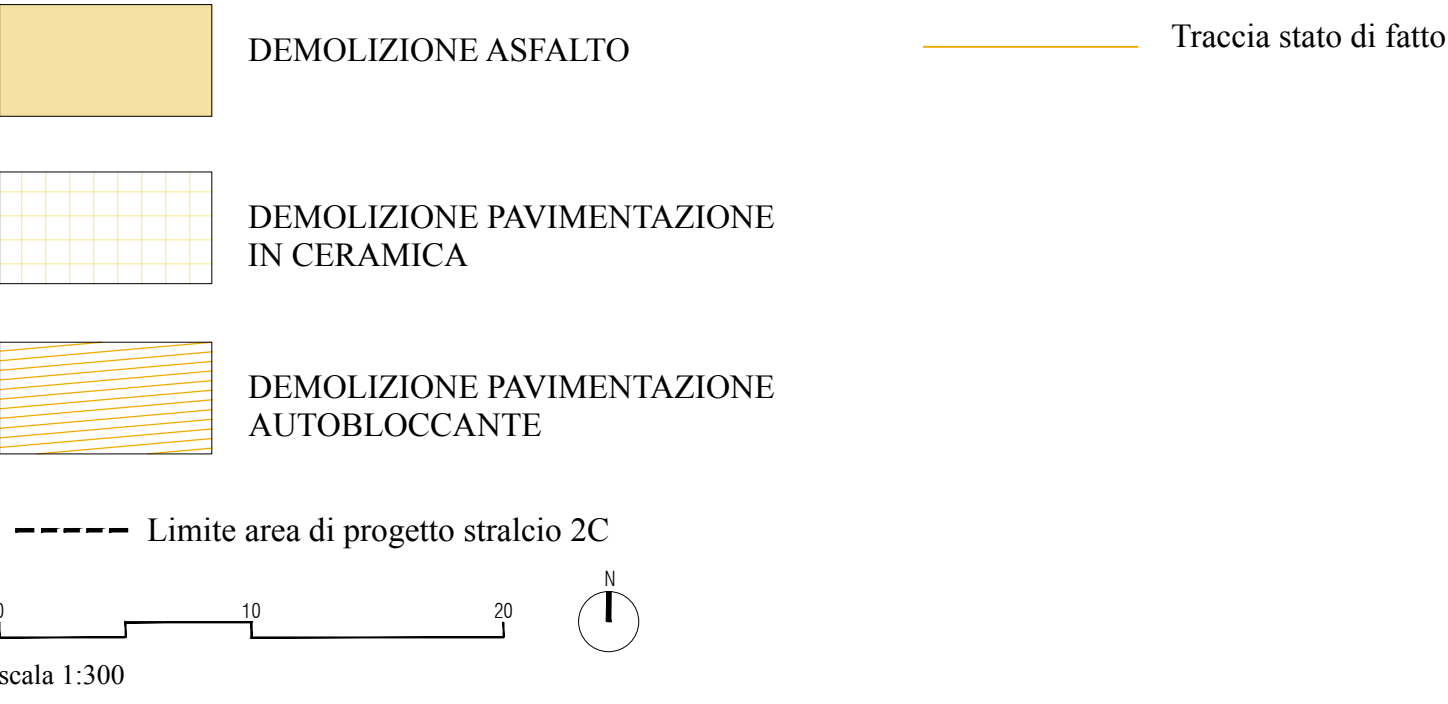 DEMOLIZIONE ASFALTO
Traccia stato di fatto
DEMOLIZIONE PAVIMENTAZIONE
IN CERAMICA
DEMOLIZIONE PAVIMENTAZIONE
AUTOBLOCCANTE
Limite area di progetto stralcio 2C
0 10 20 N
scala 1:300